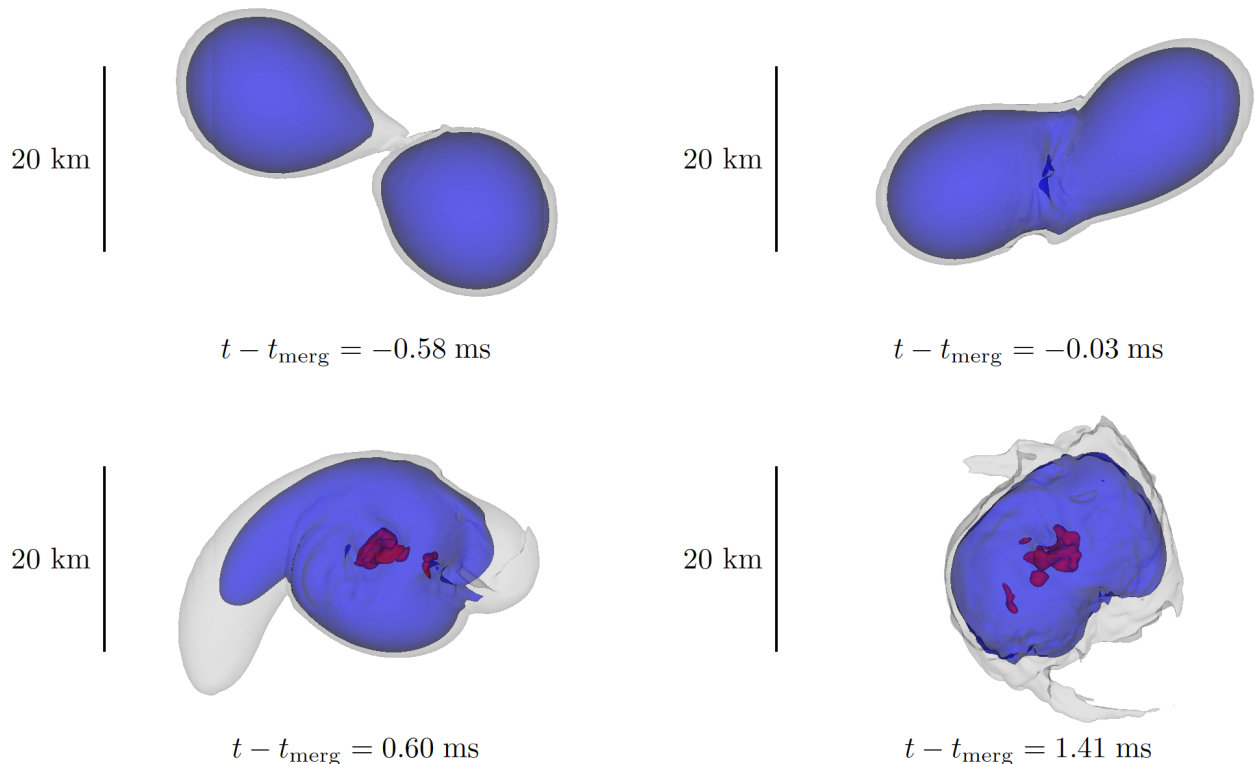 20 km
20 km
t − t_merg = −0.58 ms
t − t_merg = −0.03 ms
20 km
20 km
t − t_merg = 0.60 ms
t − t_merg = 1.41 ms